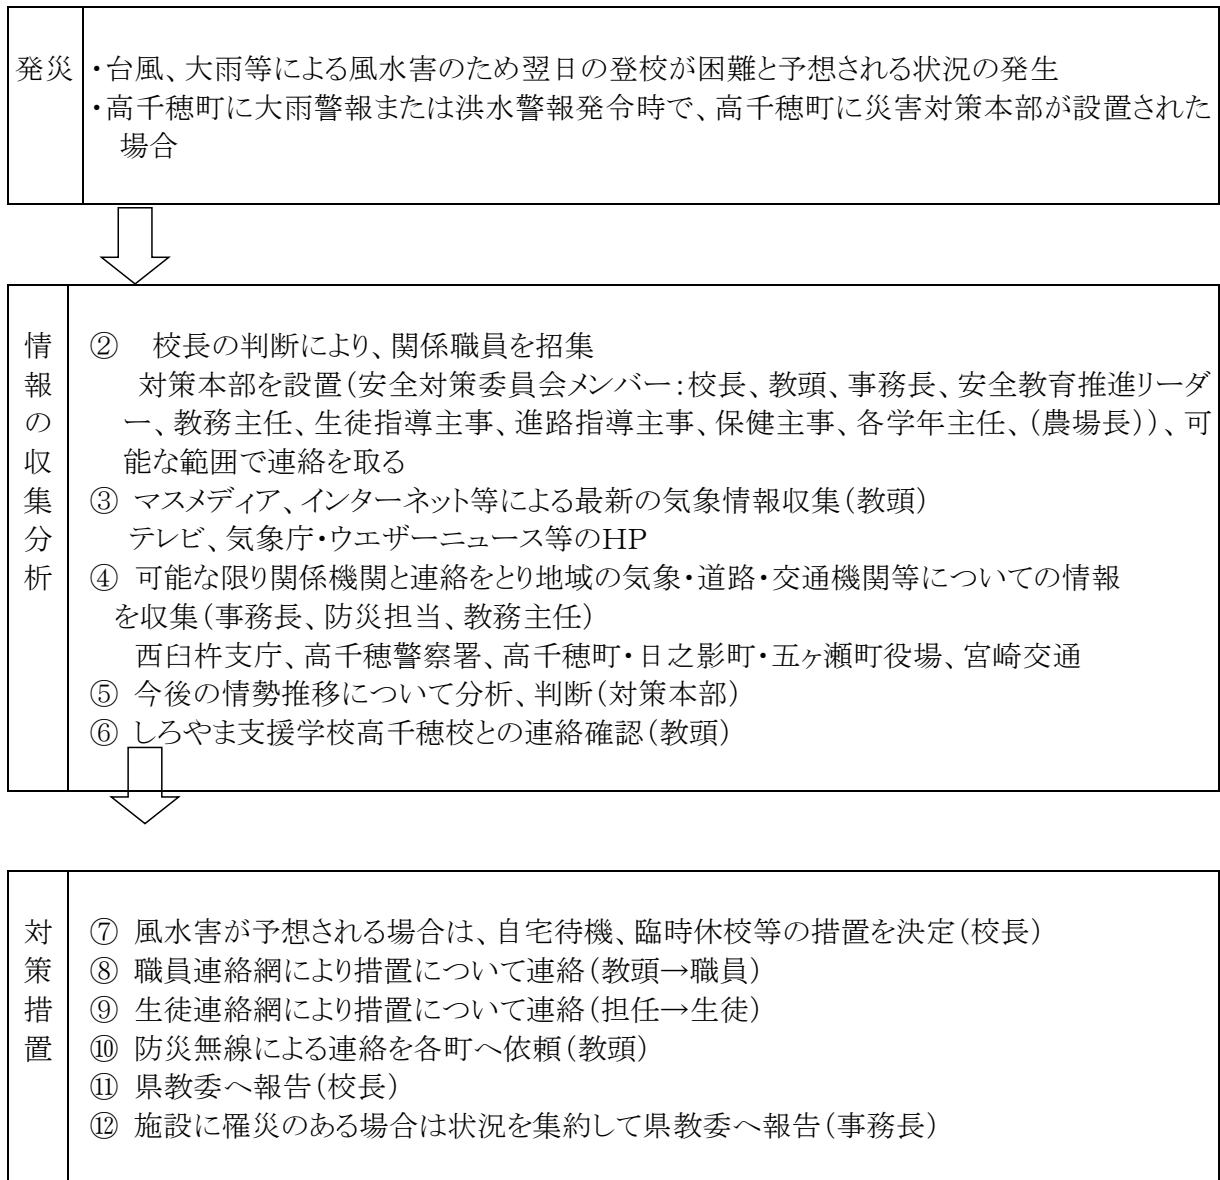 発災
・台風、大雨等による風水害のため翌日の登校が困難と予想される状況の発生
・高千穂町に大雨警報または洪水警報発令時で、高千穂町に災害対策本部が設置された
場合
情報の収集分析
② 校長の判断により、関係職員を招集
対策本部を設置(安全対策委員会メンバー:校長、教頭、事務長、安全教育推進リーダ
ー、教務主任、生徒指導主事、進路指導主事、保健主事、各学年主任、(農場長))、可
能な範囲で連絡を取る
③ マスメディア、インターネット等による最新の気象情報収集(教頭)
テレビ、気象庁・ウエザーニュース等のHP
④ 可能な限り関係機関と連絡をとり地域の気象・道路・交通機関等についての情報
を収集(事務長、防災担当、教務主任)
西臼杵支庁、高千穂警察署、高千穂町・日之影町・五ヶ瀬町役場、宮崎交通
⑤ 今後の情勢推移について分析、判断(対策本部)
⑥ しろやま支援学校高千穂校との連絡確認(教頭)
対策措置
⑦ 風水害が予想される場合は、自宅待機、臨時休校等の措置を決定(校長)
⑧ 職員連絡網により措置について連絡(教頭→職員)
⑨ 生徒連絡網により措置について連絡(担任→生徒)
⑩ 防災無線による連絡を各町へ依頼(教頭)
⑪ 県教委へ報告(校長)
⑫ 施設に罹災のある場合は状況を集約して県教委へ報告(事務長)